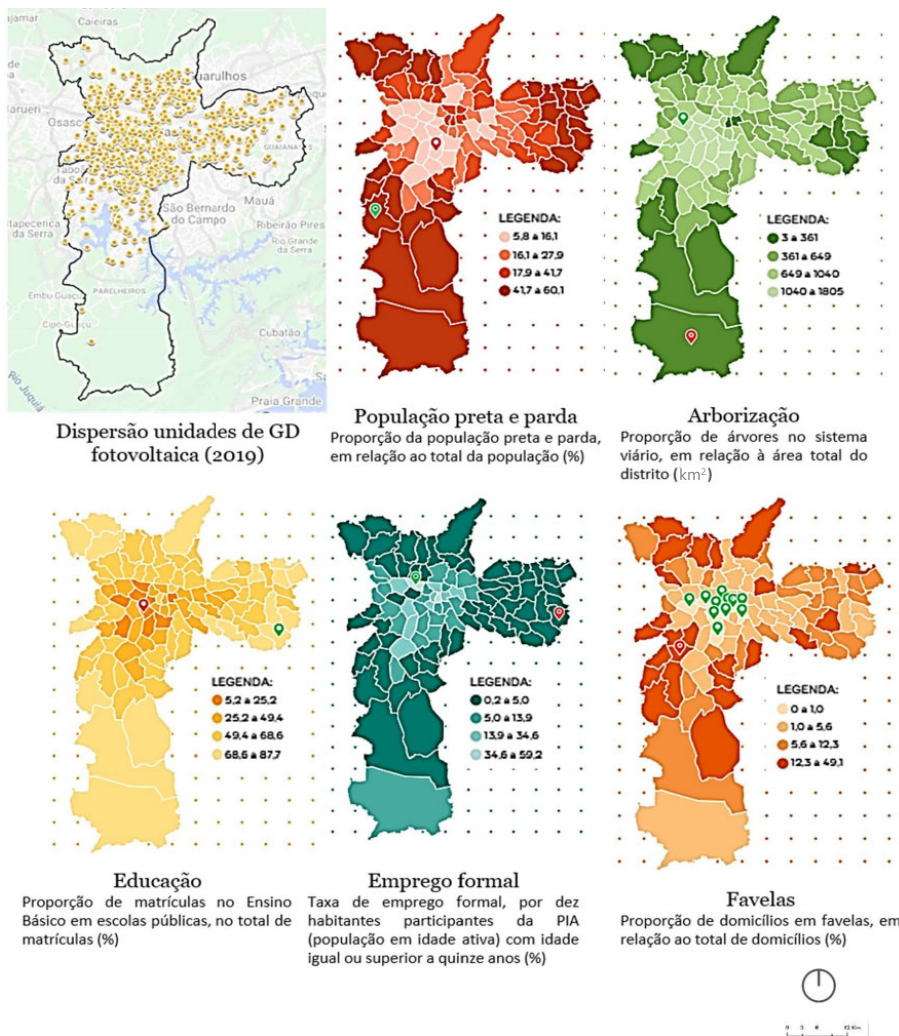 Caieiras
Guarulhos
Osasco
GUAIANASES
São Bernardo
do Campo
Mauá
Ribeirão Pires
Itapecerica
da Serra
Rio Grande
da Serra
PARELHEIROS
Embu-Guaçu
Cipó-Guaçu
Cubatão
Rio Juquiá
Praia Grande
Dispersão unidades de GD
fotovoltaica (2019)
LEGENDA:
5,8 à 16,1
16,1 à 27,9
17,9 à 41,7
41,7 à 60,1
População preta e parda
Proporção da população preta e parda,
em relação ao total da população (%)
LEGENDA:
3 à 361
361 à 649
649 à 1040
1040 à 1805
Arborização
Proporção de árvores no sistema
viário, em relação à área total do
distrito (km²)
LEGENDA:
5,2 à 25,2
25,2 à 49,4
49,4 à 68,6
68,6 à 87,7
Educação
Proporção de matrículas no Ensino
Básico em escolas públicas, no total de
matrículas (%)
LEGENDA:
0,2 à 5,0
5,0 à 13,9
13,9 à 34,6
34,6 à 59,2
Emprego formal
Taxa de emprego formal, por dez
habitantes participantes da PIA
(população em idade ativa) com idade
igual ou superior a quinze anos (%)
LEGENDA:
0 à 1,0
1,0 à 5,6
5,6 à 12,3
12,3 à 49,1
Favelas
Proporção de domicílios em favelas, em
relação ao total de domicílios (%)